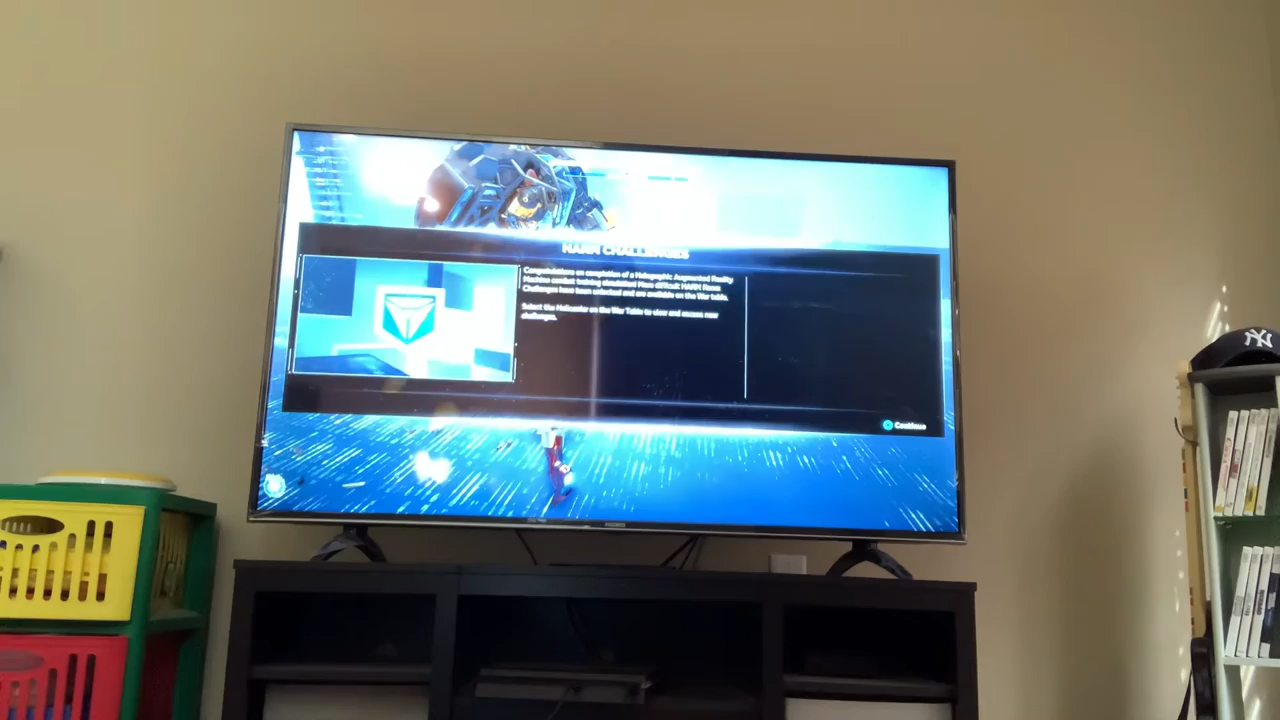 HARM CHALLENGES
Congratulations on completion of a Holographic Augmented Reality
Machine combat training simulation! More difficult HARM Room
Challenges have been unlocked and are available on the War table.
Select the Helicarrier on the War Table to view and access new
challenges.
Continue
NY